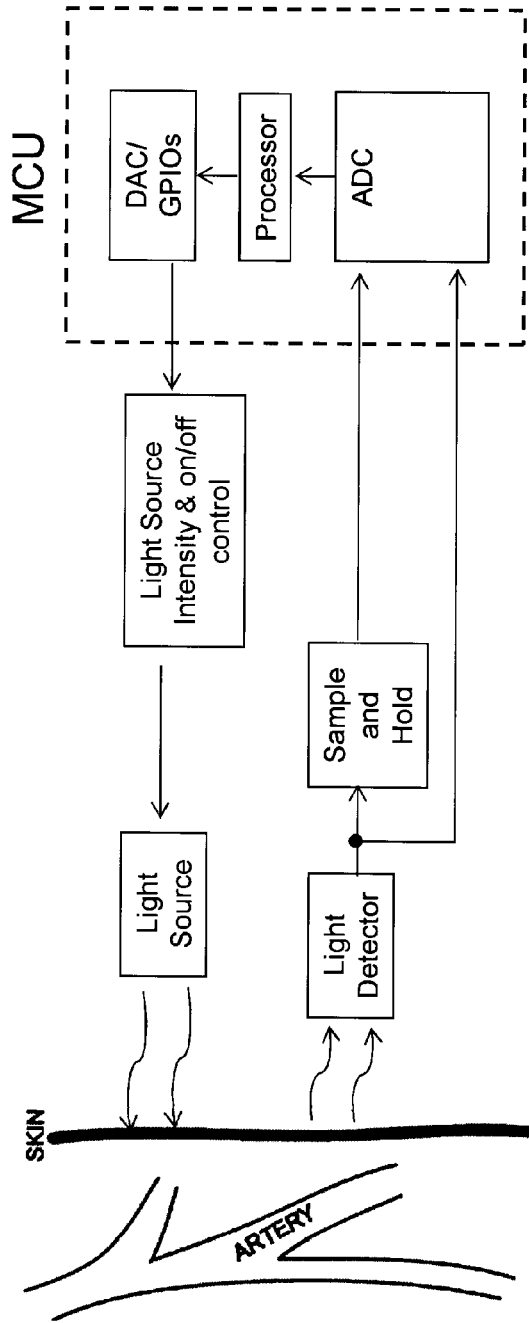 MCU
DAC/
GPIOs
Processor
ADC
Light Source
Intensity & on/off
control
Light
Source
Sample
and
Hold
Light
Detector
SKIN
ARTERY